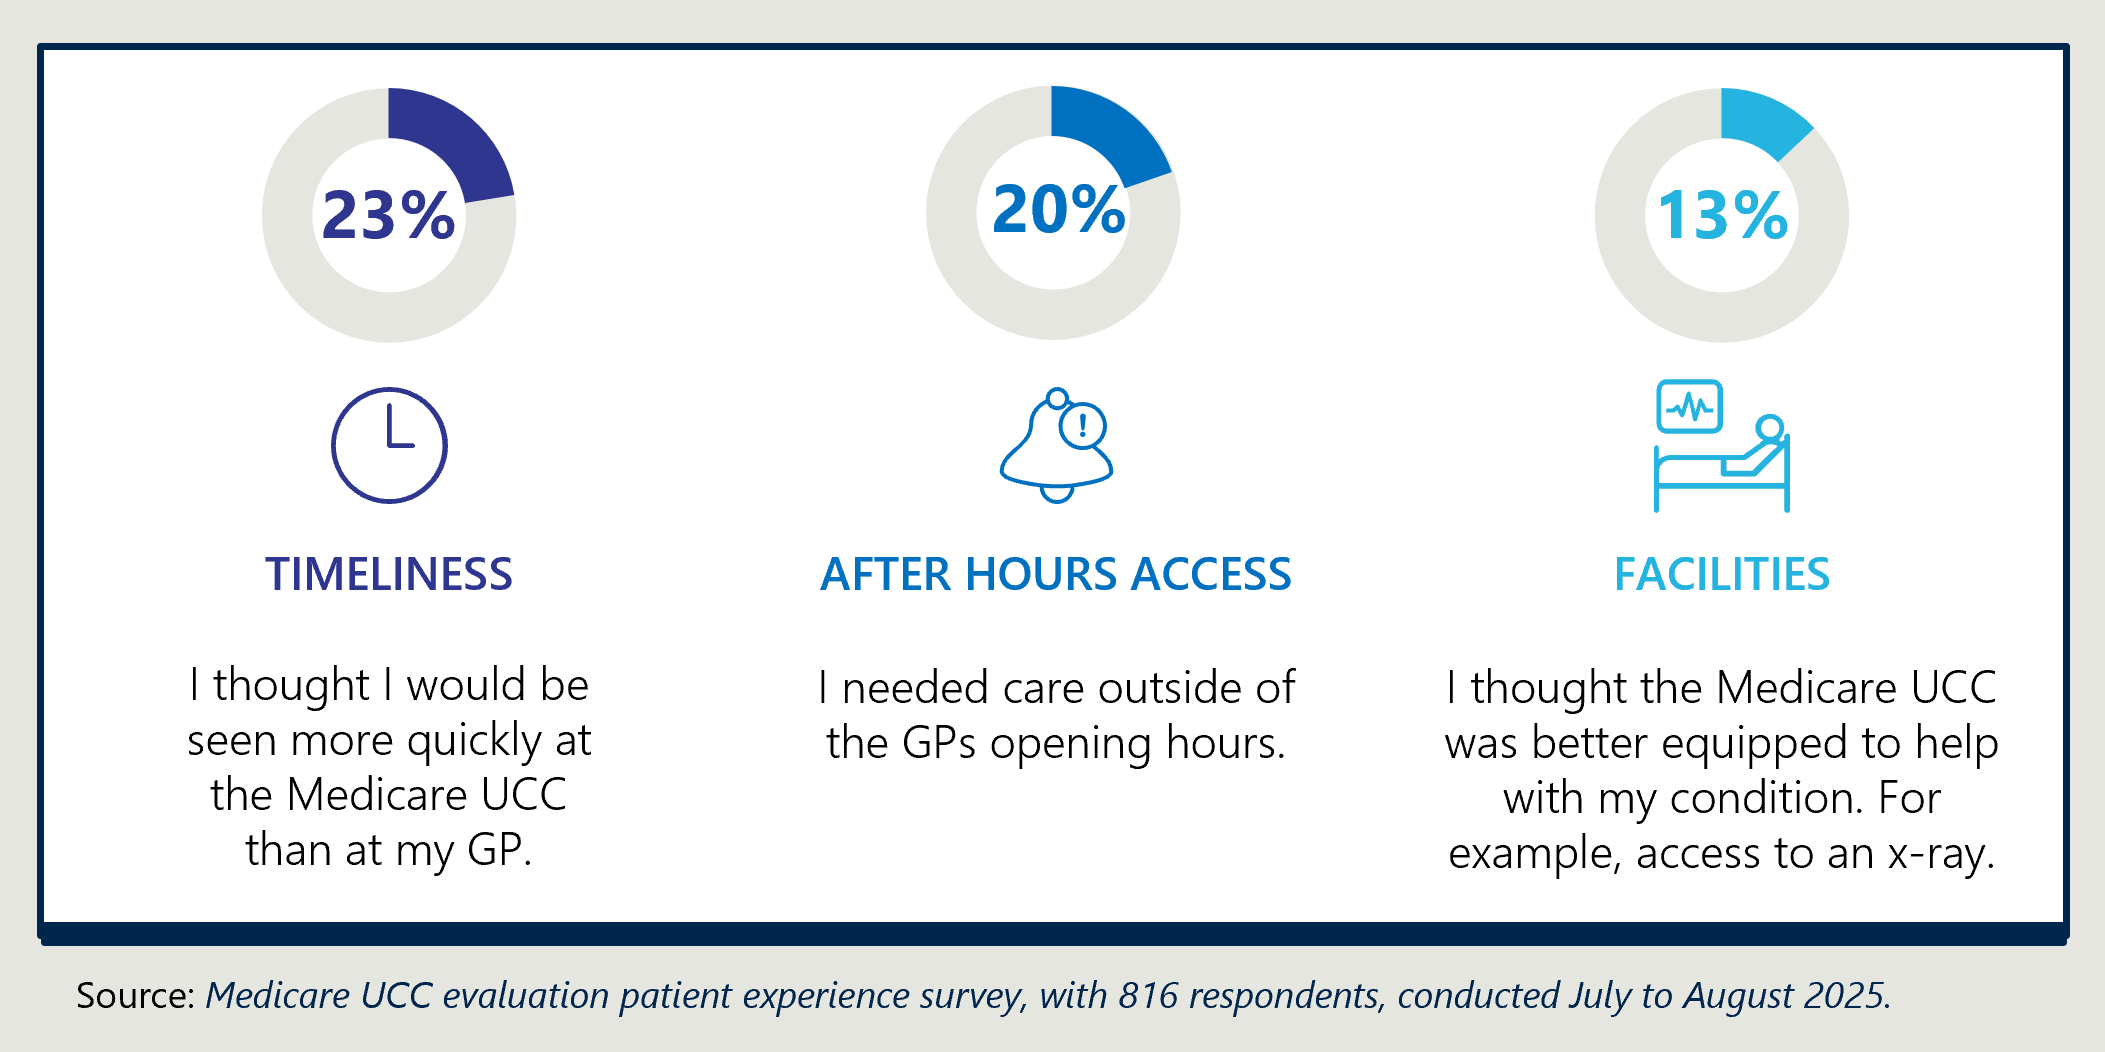 23%
20%
13%
!
TIMELINESS
I thought I would be
seen more quickly at
the Medicare UCC
than at my GP.
AFTER HOURS ACCESS
I needed care outside of
the GPs opening hours.
FACILITIES
I thought the Medicare UCC
was better equipped to help
with my condition. For
example, access to an x-ray.
Source: Medicare UCC evaluation patient experience survey, with 816 respondents, conducted July to August 2025.